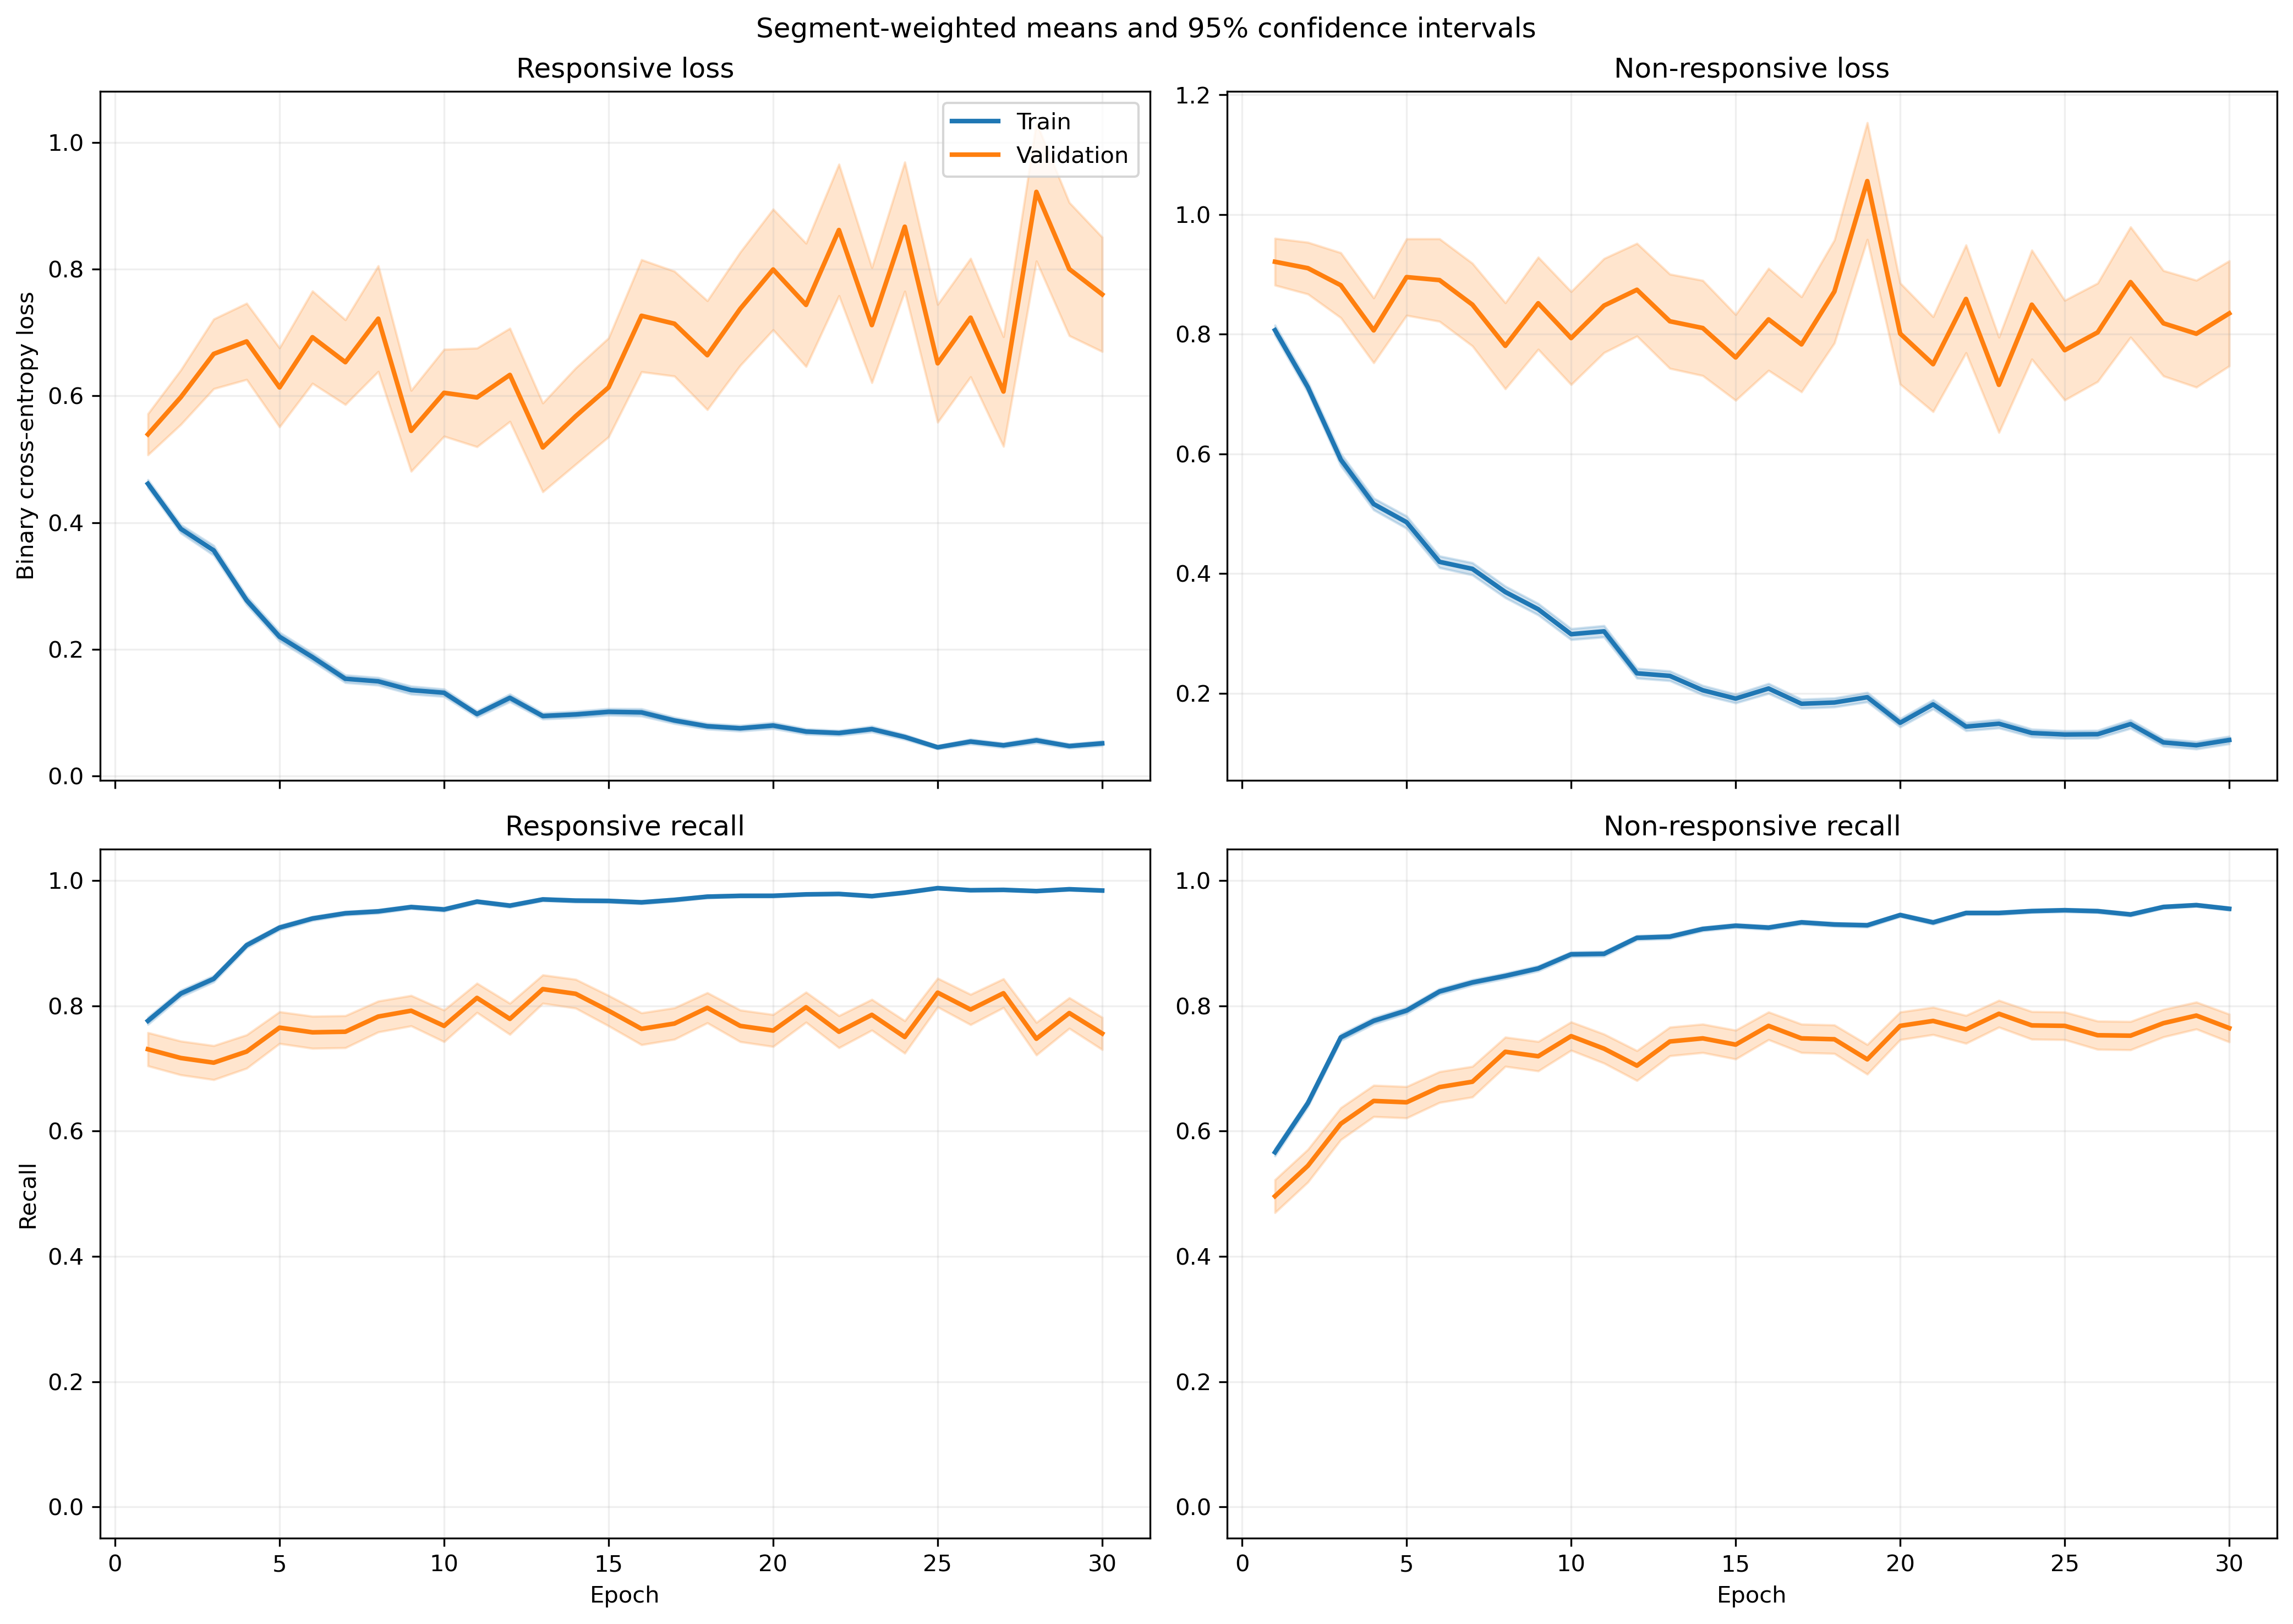 Segment-weighted means and 95% confidence intervals
Responsive loss
Binary cross-entropy loss
1.0
0.8
0.6
0.4
0.2
0.0
Train
Validation
Non-responsive loss
1.2
1.0
0.8
0.6
0.4
0.2
Responsive recall
Recall
1.0
0.8
0.6
0.4
0.2
0.0
0 5 10 15 20 25 30
Epoch
Non-responsive recall
1.0
0.8
0.6
0.4
0.2
0.0
0 5 10 15 20 25 30
Epoch